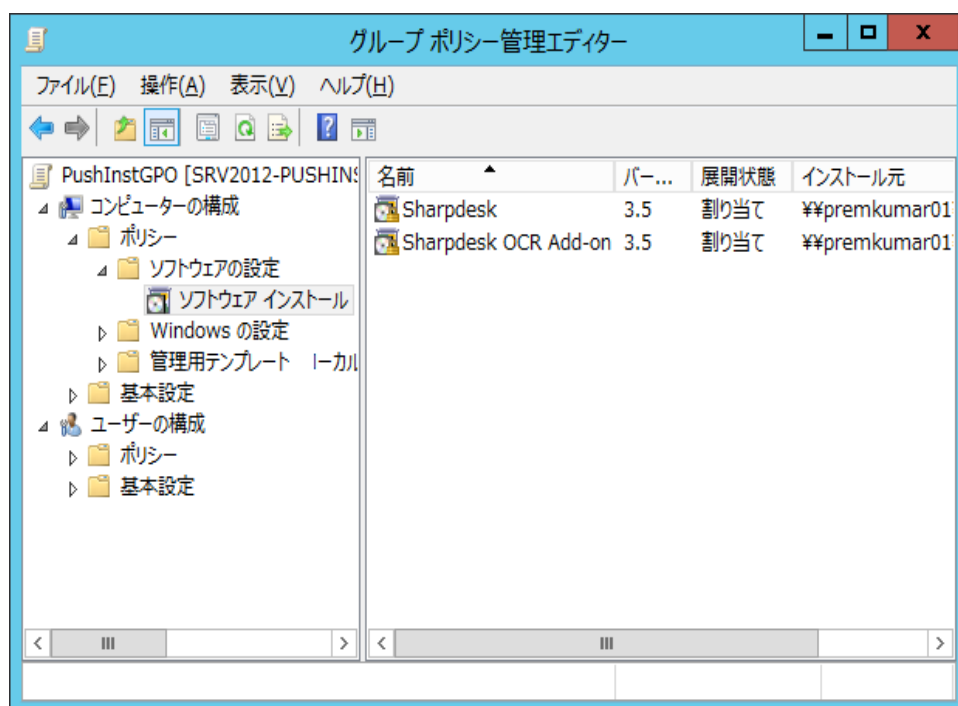 グループ ポリシー管理エディター
ファイル(F) 操作(A) 表示(V) ヘルプ(H)
PushInstGPO [SRV2012-PUSHINS
コンピューターの構成
ポリシー
ソフトウェアの設定
ソフトウェア インストール
Windows の設定
管理用テンプレート ーカル
基本設定
ユーザーの構成
ポリシー
基本設定
名前 バー... 展開状態 インストール元
Sharpdesk 3.5 割り当て ¥¥premkumar01
Sharpdesk OCR Add-on 3.5 割り当て ¥¥premkumar01